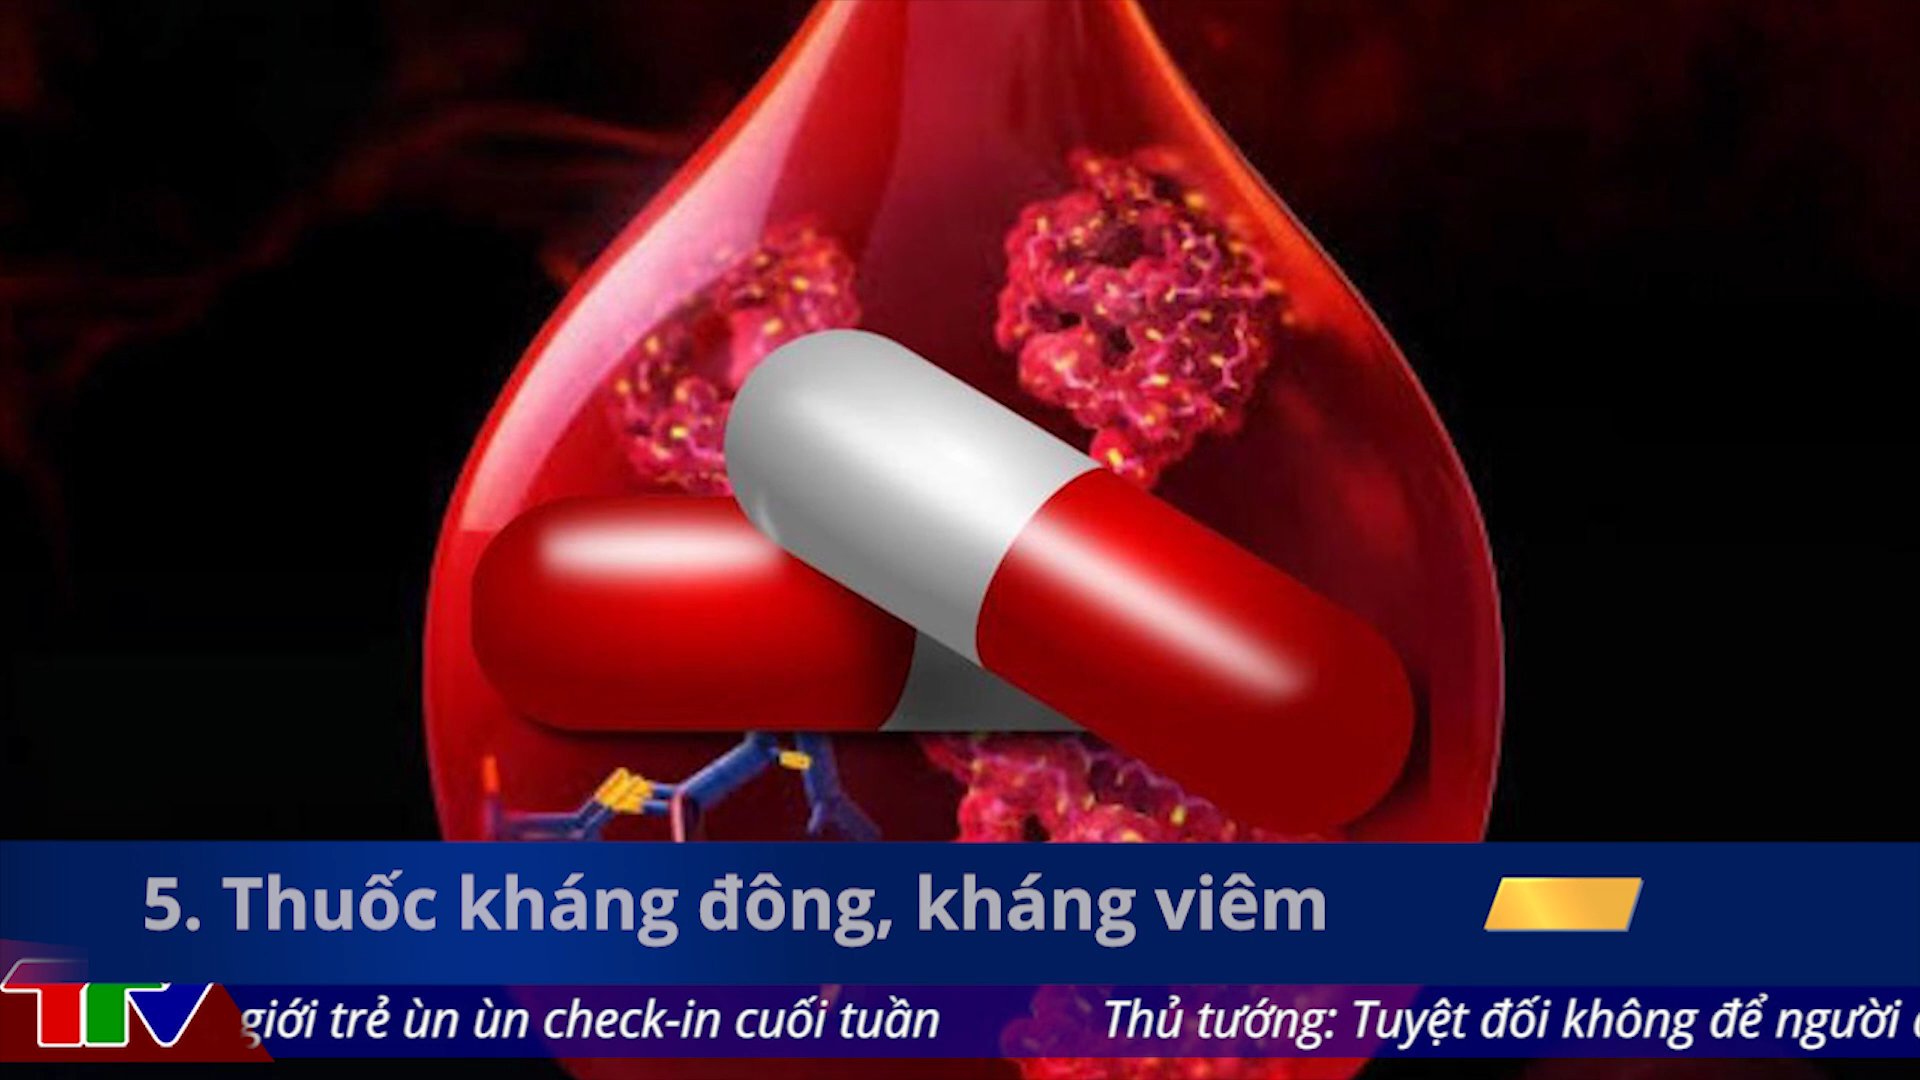 5. Thuốc kháng đông, kháng viêm
TTV
giới trẻ ùn ùn check-in cuối tuần
Thủ tướng: Tuyệt đối không để người